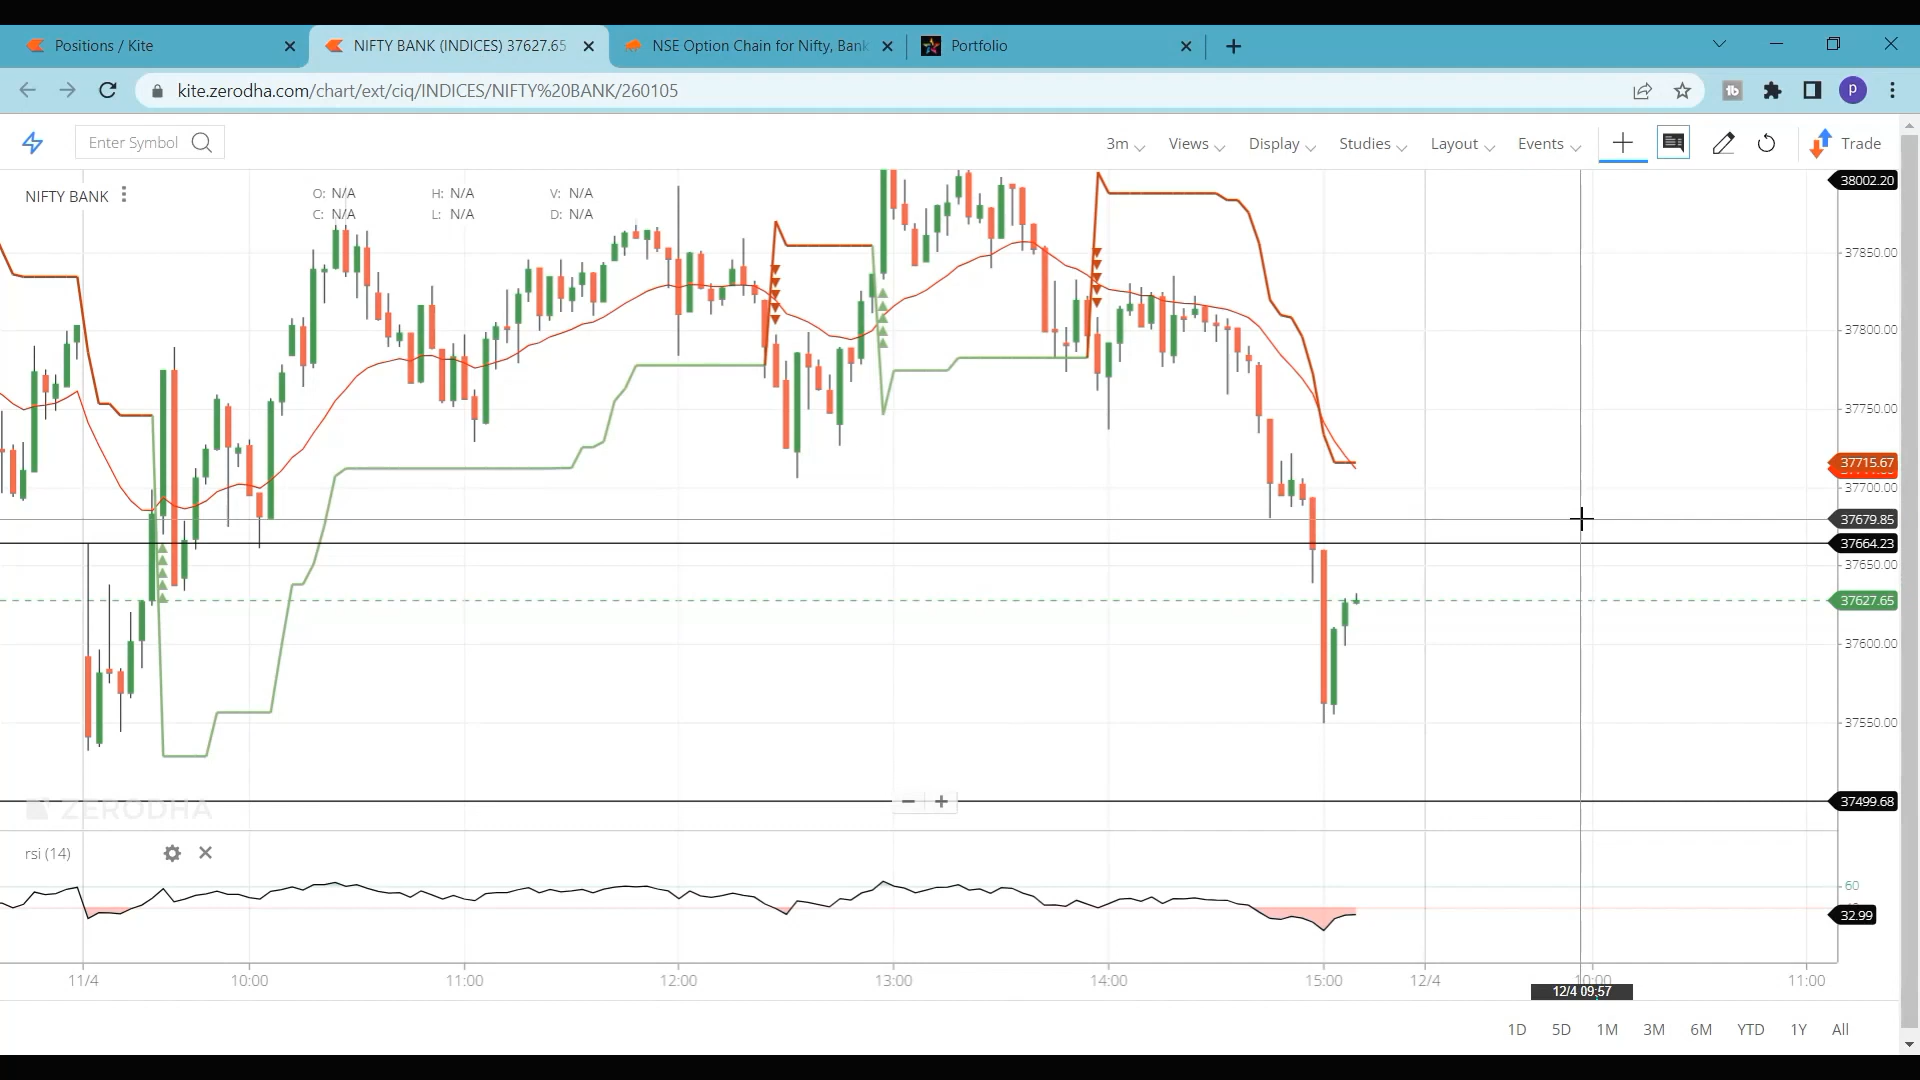 Positions / Kite
NIFTY BANK (INDICES) 37627.65
NSE Option Chain for Nifty, Bank
Portfolio
kite.zerodha.com/chart/ext/ciq/INDICES/NIFTY%20BANK/260105
P
Enter Symbol
3m
Views
Display
Studies
Layout
Events
Trade
NIFTY BANK
O: N/A H: N/A V: N/A
C: N/A L: N/A D: N/A
38002.20
37850.00
37800.00
37750.00
37715.67
37700.00
37679.85
37664.23
37650.00
37627.65
37600.00
37550.00
37499.68
ZERODHA
rsi (14)
60
32.99
11/4 10:00 11:00 12:00 13:00 14:00 15:00 12/4 10:00 11:00
12/4 09:57
1D 5D 1M 3M 6M YTD 1Y All